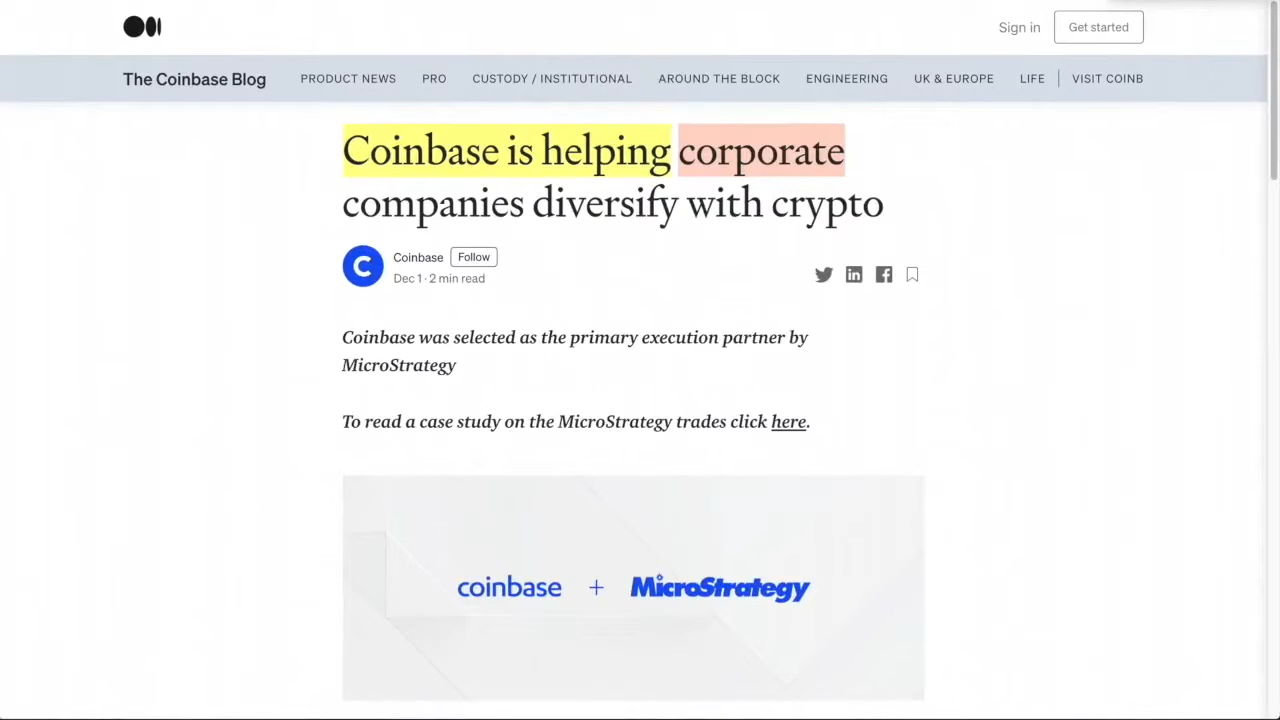 Sign in
Get started
The Coinbase Blog
PRODUCT NEWS
PRO
CUSTODY / INSTITUTIONAL
AROUND THE BLOCK
ENGINEERING
UK & EUROPE
LIFE
VISIT COINB
Coinbase is helping corporate
companies diversify with crypto
C
Coinbase
Follow
Dec 1 · 2 min read
Coinbase was selected as the primary execution partner by
MicroStrategy
To read a case study on the MicroStrategy trades click here.
coinbase + MicroStrategy